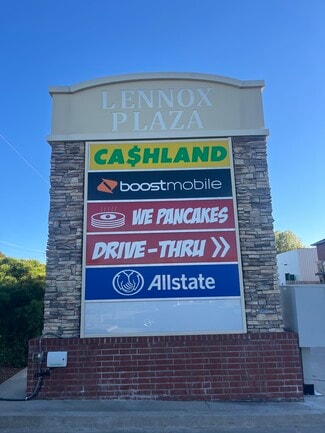 LENNOX
PLAZA
CA$HLAND
boostmobile
WE PANCAKES
DRIVE-THRU »
Allstate